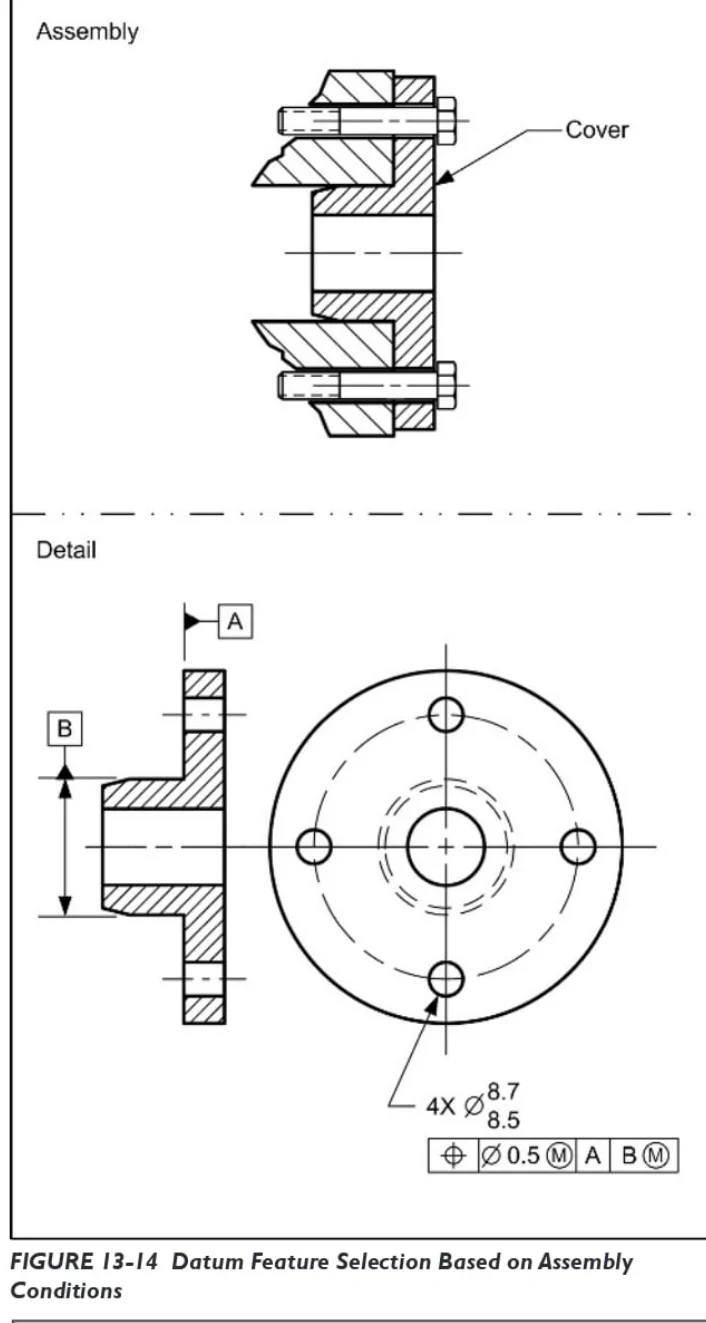 Assembly
Cover
Detail
A
B
8.7
4X ⌀
8.5
⌖ ⌀ 0.5 Ⓜ A B Ⓜ
FIGURE 13-14 Datum Feature Selection Based on Assembly
Conditions